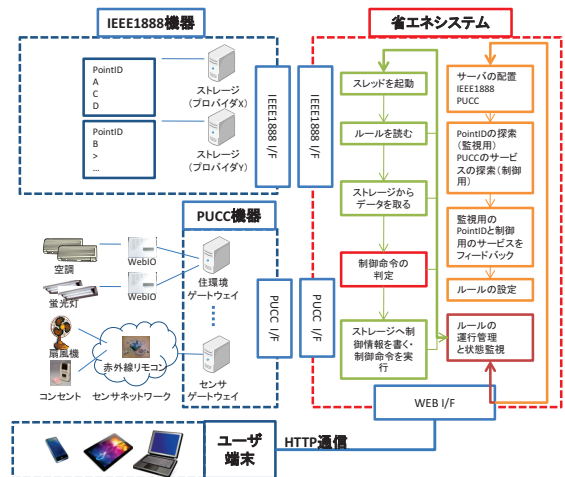 IEEE1888機器
PointID
A
C
D
ストレージ
(プロバイダX)
PointID
B
>
...
ストレージ
(プロバイダY)
IEEE1888 I/F
PUCC機器
空調
WebIO
蛍光灯
WebIO
住環境
ゲートウェイ
扇風機
赤外線リモコン
コンセント
センサネットワーク
センサ
ゲートウェイ
PUCC I/F
省エネシステム
IEEE1888 I/F
PUCC I/F
スレッドを起動
ルールを読む
ストレージから
データを取る
制御命令の
判定
ストレージへ制
御情報を書く・
制御命令を実
行
サーバの配置
IEEE1888
PUCC
PointIDの探索
(監視用)
PUCCのサービ
スの探索(制御
用)
監視用の
PointIDと制御
用のサービスを
フィードバック
ルールの設定
ルールの
運行管理
と状態監視
WEB I/F
ユーザ
端末
HTTP通信